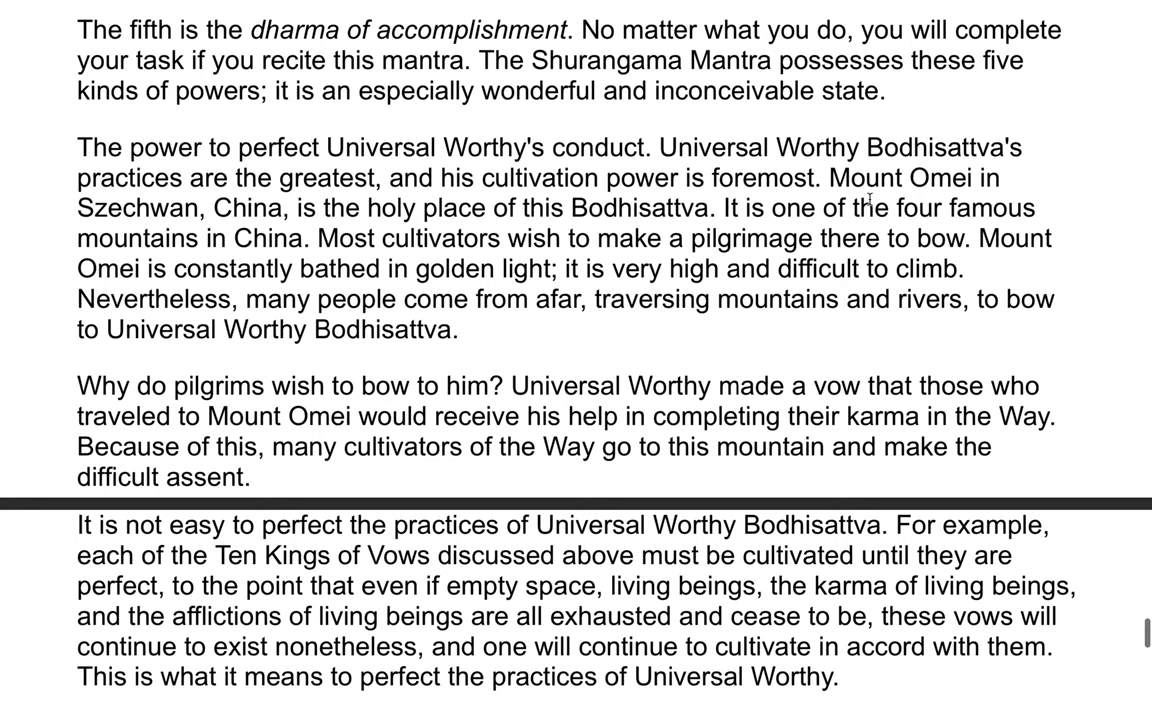 The fifth is the dharma of accomplishment. No matter what you do, you will complete
your task if you recite this mantra. The Shurangama Mantra possesses these five
kinds of powers; it is an especially wonderful and inconceivable state.
The power to perfect Universal Worthy's conduct. Universal Worthy Bodhisattva's
practices are the greatest, and his cultivation power is foremost. Mount Omei in
Szechwan, China, is the holy place of this Bodhisattva. It is one of the four famous
mountains in China. Most cultivators wish to make a pilgrimage there to bow. Mount
Omei is constantly bathed in golden light; it is very high and difficult to climb.
Nevertheless, many people come from afar, traversing mountains and rivers, to bow
to Universal Worthy Bodhisattva.
Why do pilgrims wish to bow to him? Universal Worthy made a vow that those who
traveled to Mount Omei would receive his help in completing their karma in the Way.
Because of this, many cultivators of the Way go to this mountain and make the
difficult assent.
It is not easy to perfect the practices of Universal Worthy Bodhisattva. For example,
each of the Ten Kings of Vows discussed above must be cultivated until they are
perfect, to the point that even if empty space, living beings, the karma of living beings,
and the afflictions of living beings are all exhausted and cease to be, these vows will
continue to exist nonetheless, and one will continue to cultivate in accord with them.
This is what it means to perfect the practices of Universal Worthy.